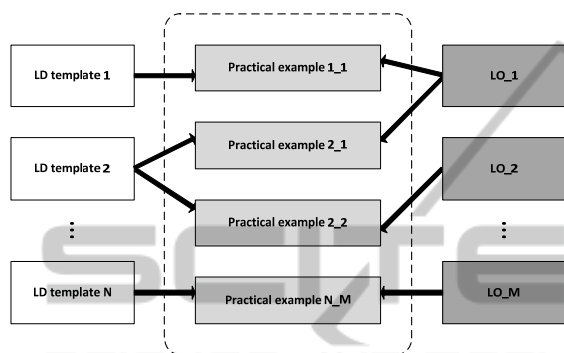 LD template 1
Practical example 1_1
LO_1
LD template 2
Practical example 2_1
LO_2
Practical example 2_2
LD template N
Practical example N_M
LO_M
SCITE